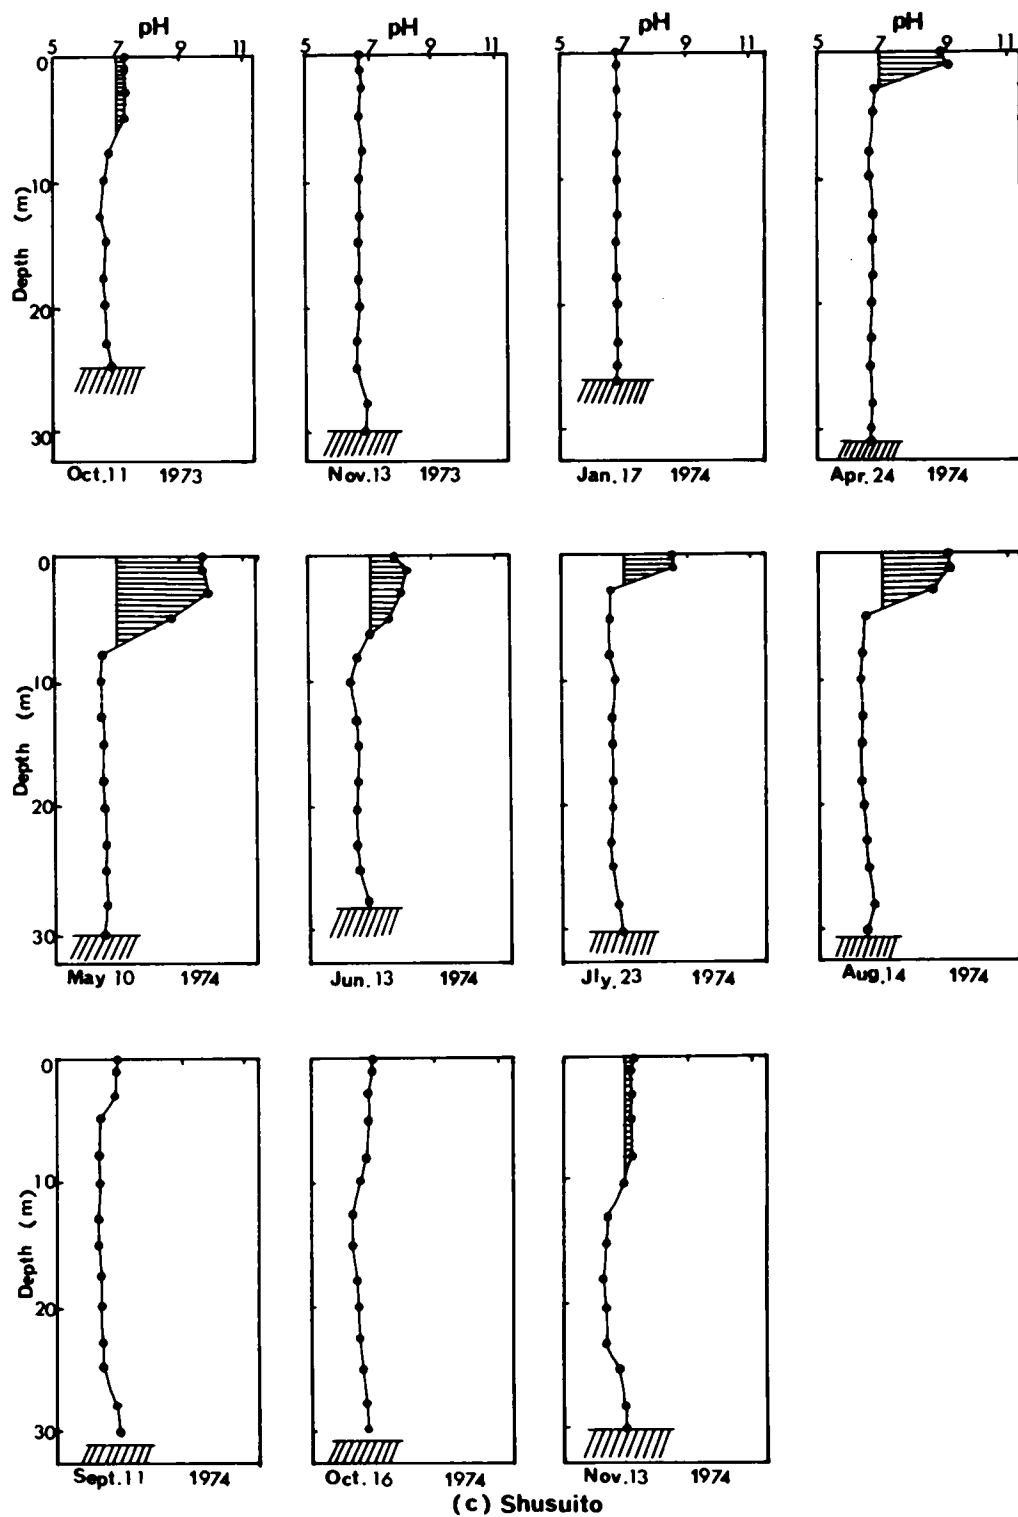 pH pH pH pH
5 7 9 11 5 7 9 11 5 7 9 11 5 7 9 11
0
10
Depth (m)
20
30
Oct.11 1973 Nov.13 1973 Jan.17 1974 Apr.24 1974
0
10
Depth (m)
20
30
May 10 1974 Jun.13 1974 Jly.23 1974 Aug.14 1974
0
10
Depth (m)
20
30
Sept.11 1974 Oct.16 1974 Nov.13 1974
(c) Shusuito